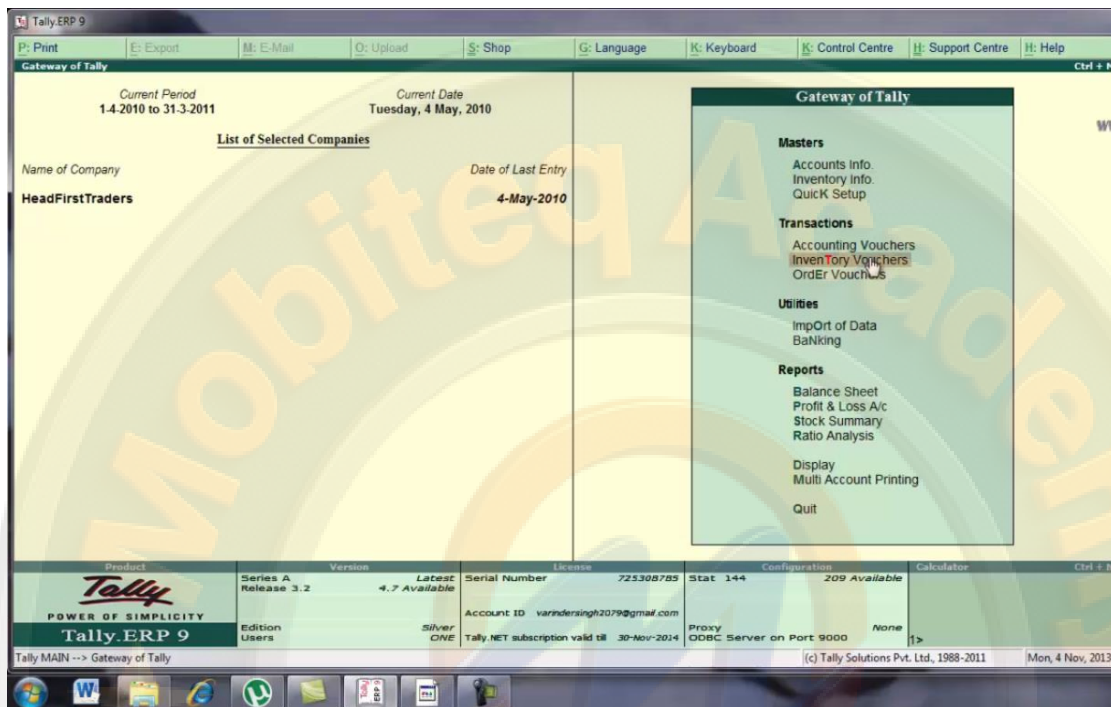 Tally.ERP 9
P: Print E: Export M: E-Mail O: Upload S: Shop G: Language K: Keyboard K: Control Centre H: Support Centre H: Help
Gateway of Tally Ctrl +
Current Period Current Date
1-4-2010 to 31-3-2011 Tuesday, 4 May, 2010
List of Selected Companies
Name of Company Date of Last Entry
HeadFirstTraders 4-May-2010
Gateway of Tally
Masters
Accounts Info.
Inventory Info.
QuicK Setup
Transactions
Accounting Vouchers
InvenTory Vouchers
OrdEr Vouchers
Utilities
ImpOrt of Data
BaNking
Reports
Balance Sheet
Profit & Loss A/c
Stock Summary
Ratio Analysis
Display
Multi Account Printing
Quit
Mobiteq Academ
Product Version License Configuration Calculator Ctrl +
Tally
POWER OF SIMPLICITY
Tally.ERP 9
Series A Latest
Release 3.2 4.7 Available
Edition Silver
Users ONE
Serial Number 725308785
Account ID varindersingh2079@gmail.com
Tally.NET subscription valid till 30-Nov-2014
Stat 144 209 Available
Proxy None
ODBC Server on Port 9000
1>
Tally MAIN --> Gateway of Tally (c) Tally Solutions Pvt. Ltd., 1988-2011 Mon, 4 Nov, 2013